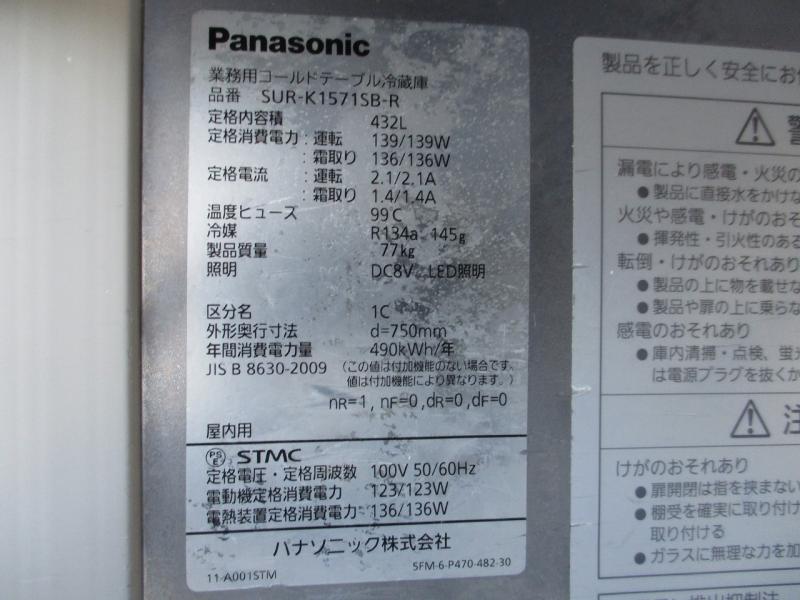 Panasonic
業務用コールドテーブル冷蔵庫
品番 SUR-K1571SB-R
定格内容積 432L
定格消費電力:運転 139/139W
:霜取り 136/136W
定格電流 :運転 2.1/2.1A
:霜取り 1.4/1.4A
温度ヒューズ 99℃
冷媒 R134a 145g
製品質量 77kg
照明 DC8V LED照明
区分名 1C
外形奥行寸法 d=750mm
年間消費電力量 490kWh/年
JIS B 8630-2009 (この値は付加機能のない場合です。
値は付加機能により異なります。)
nR=1, nF=0,dR=0,dF=0
屋内用
PSE STMC
定格電圧・定格周波数 100V 50/60Hz
電動機定格消費電力 123/123W
電熱装置定格消費電力 136/136W
パナソニック株式会社
11-A001STM SFM-6-P470-482-30
製品を正しく安全にお
警
漏電により感電・火災の
●製品に直接水をかけな
火災や感電・けがのおそ
●揮発性・引火性のある
転倒・けがのおそれあり
●製品の上に物を載せな
●製品や扉の上に乗らな
感電のおそれあり
●庫内清掃・点検、蛍光
は電源プラグを抜くか
注
けがのおそれあり
●扉開閉は指を挟まない
●棚受を確実に取り付け
取り付ける
●ガラスに無理な力を加